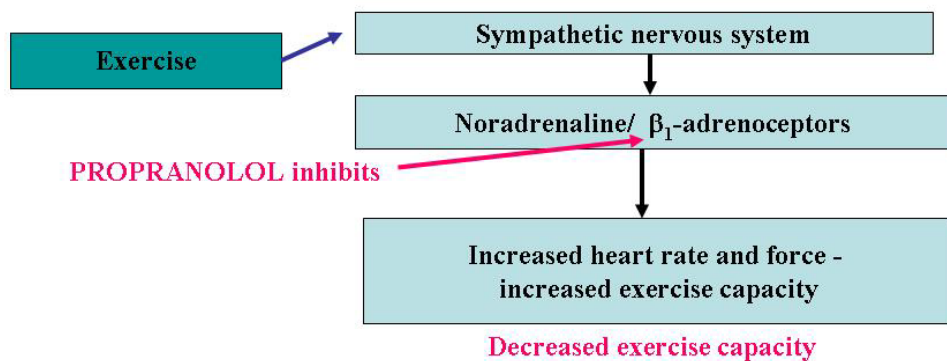 Sympathetic nervous system
Exercise
Noradrenaline/ β₁-adrenoceptors
PROPRANOLOL inhibits
Increased heart rate and force -
increased exercise capacity
Decreased exercise capacity